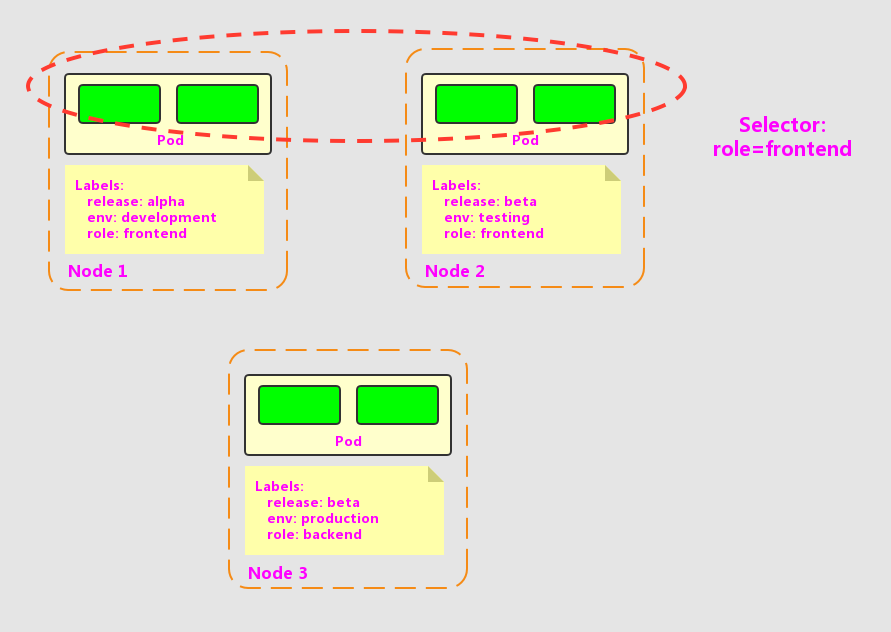 Pod
Labels:
release: alpha
env: development
role: frontend
Node 1
Pod
Labels:
release: beta
env: testing
role: frontend
Node 2
Selector:
role=frontend
Pod
Labels:
release: beta
env: production
role: backend
Node 3